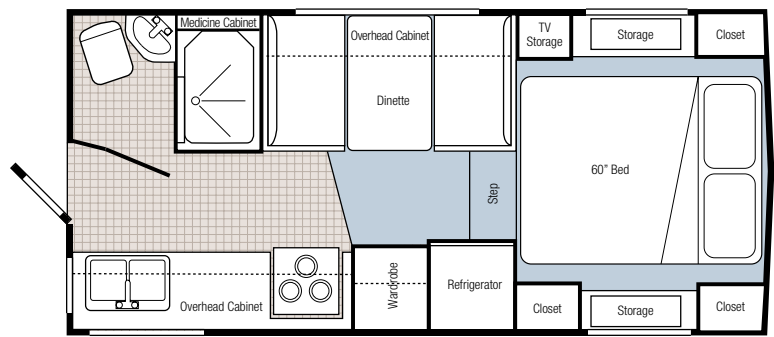 Medicine Cabinet
Overhead Cabinet
TV
Storage
Storage
Closet
Dinette
60” Bed
Step
Wardrobe
Refrigerator
Overhead Cabinet
Closet
Storage
Closet